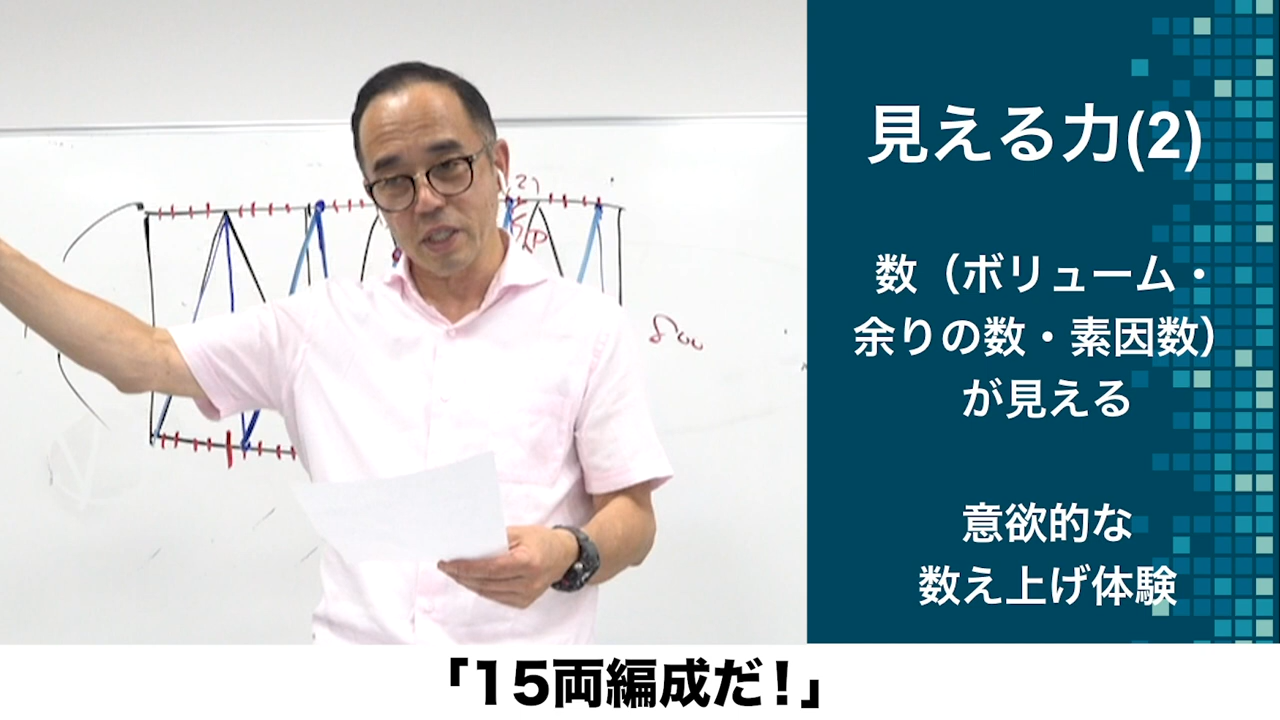 見える力(2)
数（ボリューム・
余りの数・素因数）
が見える
意欲的な
数え上げ体験
「15両編成だ！」